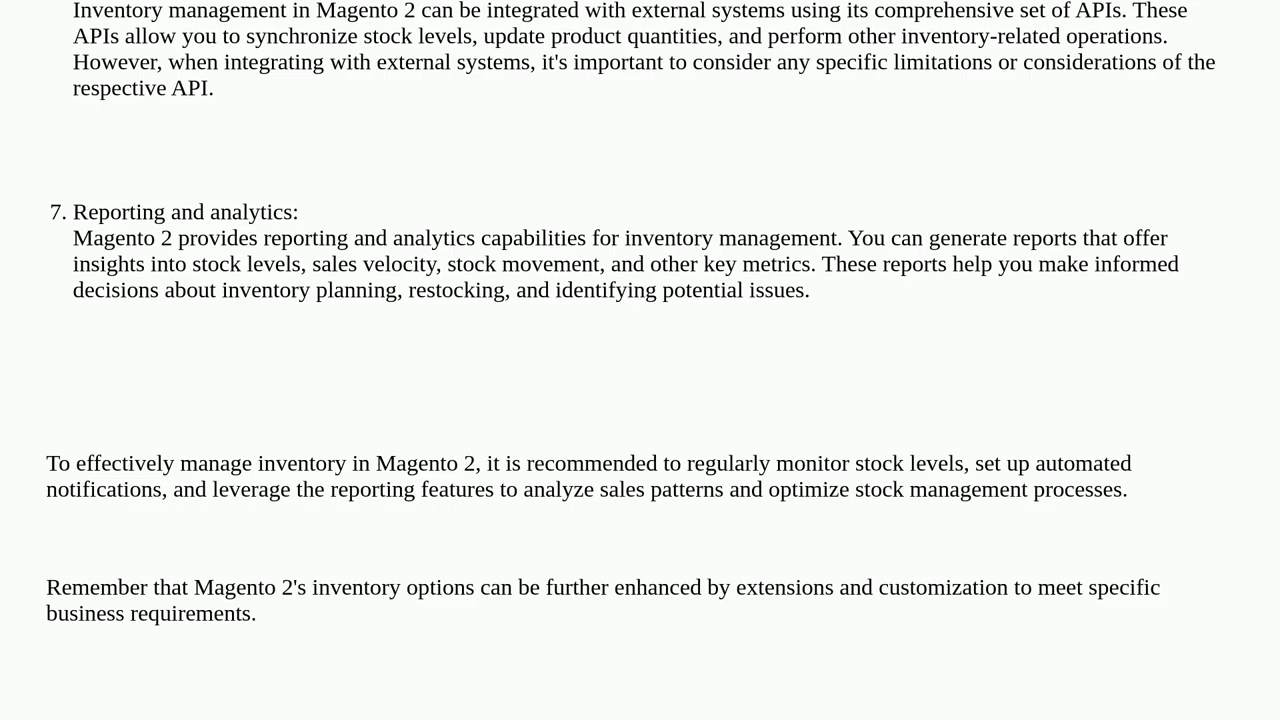 Inventory management in Magento 2 can be integrated with external systems using its comprehensive set of APIs. These
APIs allow you to synchronize stock levels, update product quantities, and perform other inventory-related operations.
However, when integrating with external systems, it's important to consider any specific limitations or considerations of the
respective API.
7. Reporting and analytics:
Magento 2 provides reporting and analytics capabilities for inventory management. You can generate reports that offer
insights into stock levels, sales velocity, stock movement, and other key metrics. These reports help you make informed
decisions about inventory planning, restocking, and identifying potential issues.
To effectively manage inventory in Magento 2, it is recommended to regularly monitor stock levels, set up automated
notifications, and leverage the reporting features to analyze sales patterns and optimize stock management processes.
Remember that Magento 2's inventory options can be further enhanced by extensions and customization to meet specific
business requirements.